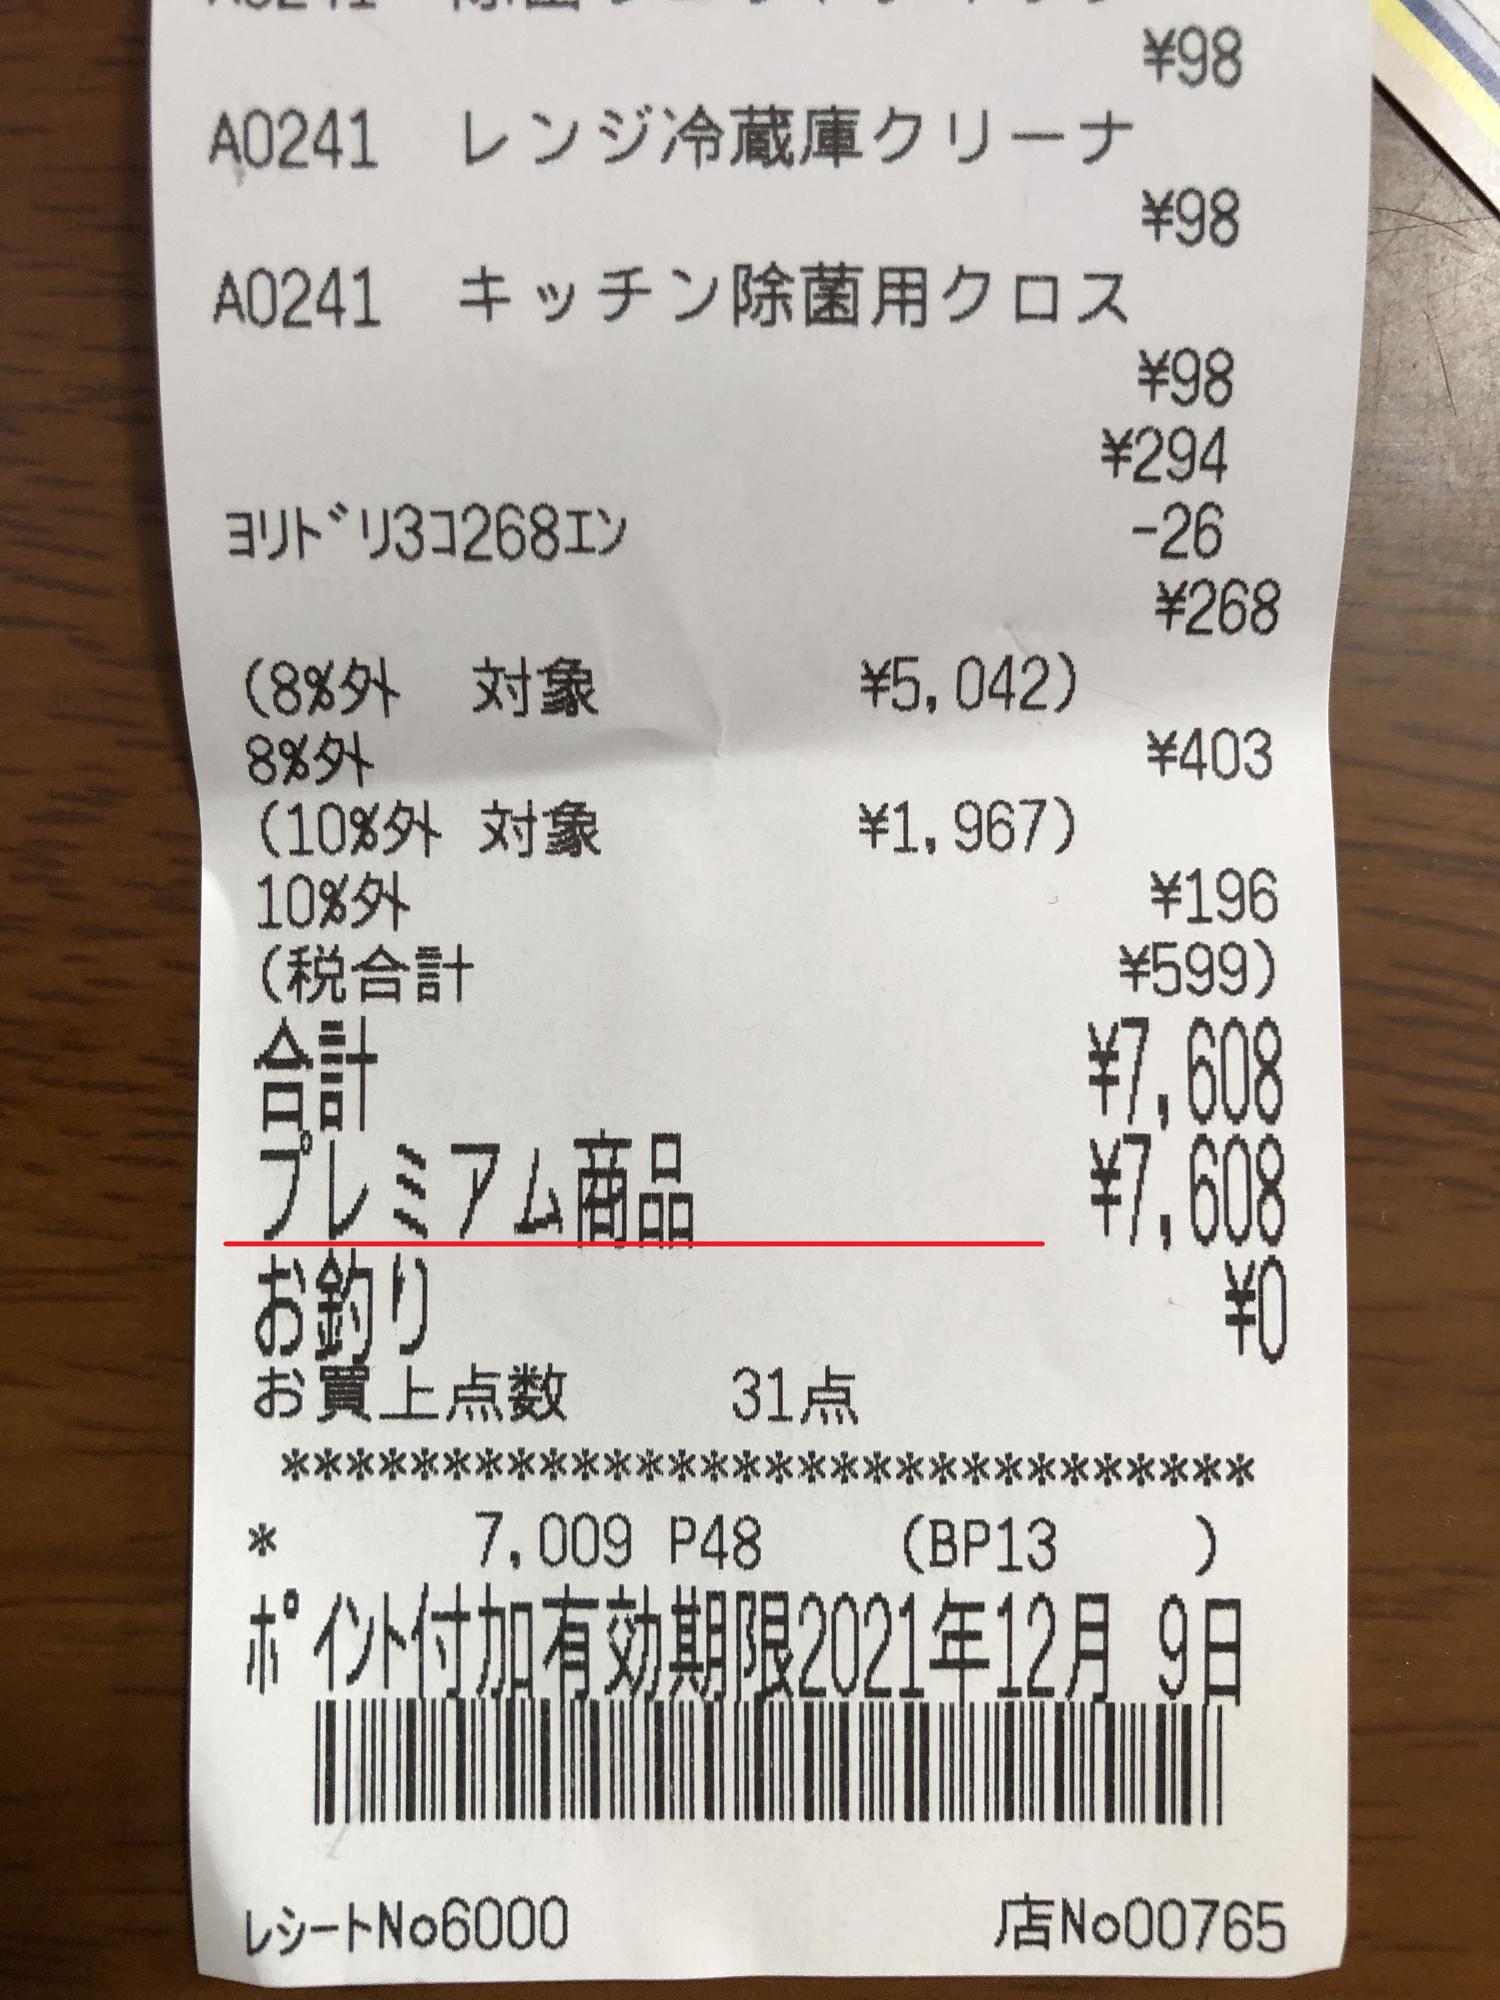 A0241
¥98
A0241 レンジ冷蔵庫クリーナ
¥98
A0241 キッチン除菌用クロス
¥98
¥294
ﾖﾘﾄﾞﾘ3ｺ268ｴﾝ -26
¥268
(8%外 対象 ¥5,042)
8%外 ¥403
(10%外 対象 ¥1,967)
10%外 ¥196
(税合計 ¥599)
合計 ¥7,608
プレミアム商品 ¥7,608
お釣り ¥0
お買上点数 31点
******************************
* 7,009 P48 (BP13 )
ﾎﾟｲﾝﾄ付加有効期限2021年12月 9日
ﾚｼｰﾄNo6000 店No00765